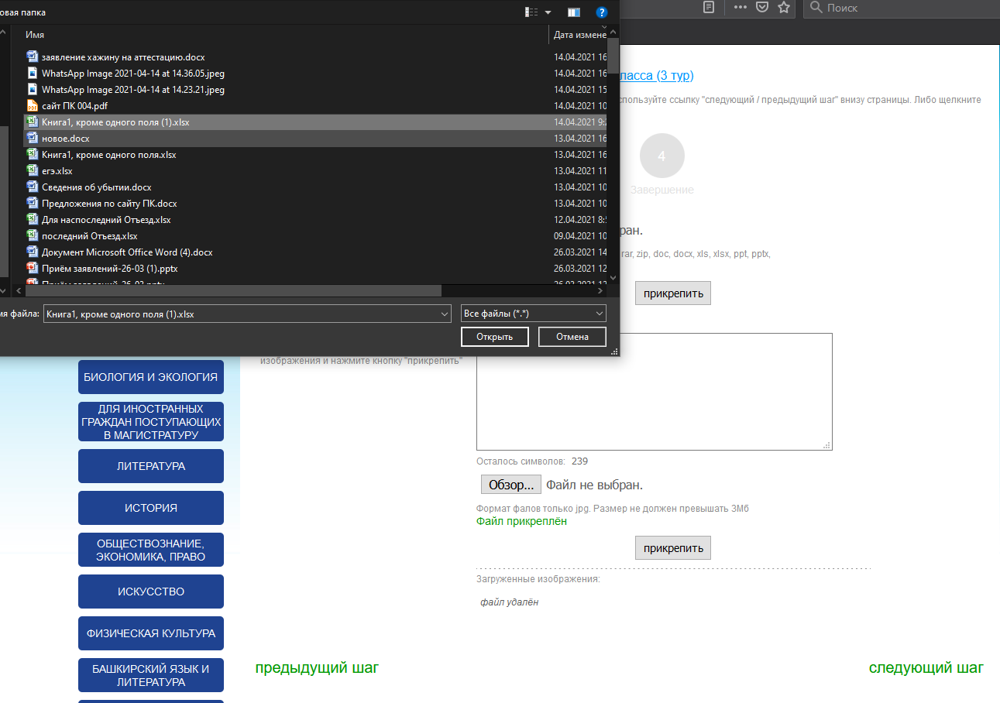 овая папка
Поиск
Имя
Дата измене
заявление хажину на аттестацию.docx 14.04.2021 16
WhatsApp Image 2021-04-14 at 14.36.05.jpeg 14.04.2021 16
WhatsApp Image 2021-04-14 at 14.23.21.jpeg 14.04.2021 15
сайт ПК 004.pdf 14.04.2021 10
Книга1, кроме одного поля (1).xlsx 14.04.2021 9:
новое.docx 13.04.2021 16
Книга1, кроме одного поля.xlsx 13.04.2021 16
егэ.xlsx 13.04.2021 11
Сведения об убытии.docx 13.04.2021 10
Предложения по сайту ПК.docx 13.04.2021 10
Для наспоследний Отъезд.xlsx 12.04.2021 8:
последний Отъезд.xlsx 09.04.2021 10
Документ Microsoft Office Word (4).docx 26.03.2021 14
Приём заявлений-26-03 (1).pptx 26.03.2021 12
Приём заявлений-26-03.pptx 26.03.2021 12
мя файла: Книга1, кроме одного поля (1).xlsx
Все файлы (*.*)
Открыть
Отмена
ласса (3 тур)
спользуйте ссылку "следующий / предыдущий шаг" внизу страницы. Либо щелкните
4
Завершение
ран.
rar, zip, doc, docx, xls, xlsx, ppt, pptx,
прикрепить
изображения и нажмите кнопку "прикрепить"
Осталось символов: 239
Обзор... Файл не выбран.
Формат фалов только jpg. Размер не должен превышать 3Мб
Файл прикреплён
прикрепить
Загруженные изображения:
файл удалён
БИОЛОГИЯ И ЭКОЛОГИЯ
ДЛЯ ИНОСТРАННЫХ
ГРАЖДАН ПОСТУПАЮЩИХ
В МАГИСТРАТУРУ
ЛИТЕРАТУРА
ИСТОРИЯ
ОБЩЕСТВОЗНАНИЕ,
ЭКОНОМИКА, ПРАВО
ИСКУССТВО
ФИЗИЧЕСКАЯ КУЛЬТУРА
БАШКИРСКИЙ ЯЗЫК И
ЛИТЕРАТУРА
предыдущий шаг
следующий шаг